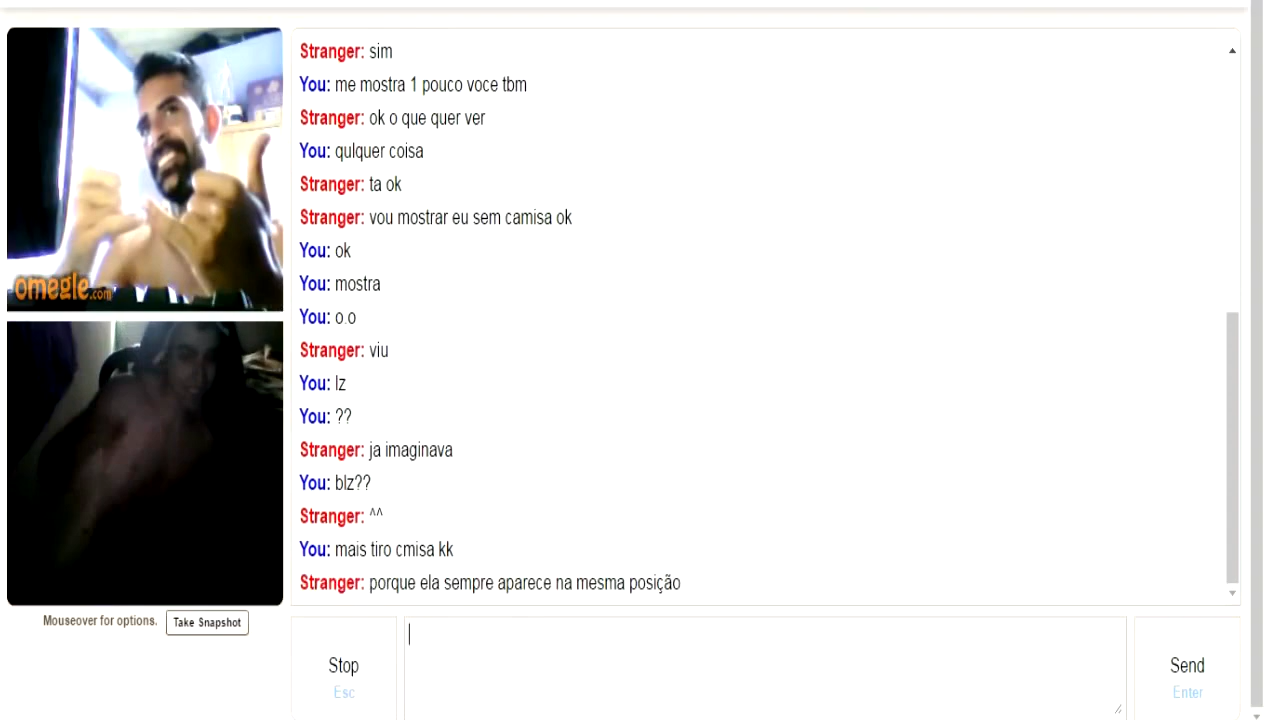 Stranger: sim
You: me mostra 1 pouco voce tbm
Stranger: ok o que quer ver
You: qulquer coisa
Stranger: ta ok
Stranger: vou mostrar eu sem camisa ok
You: ok
You: mostra
You: o.o
Stranger: viu
You: lz
You: ??
Stranger: ja imaginava
You: blz??
Stranger: ^^
You: mais tiro cmisa kk
Stranger: porque ela sempre aparece na mesma posição
omegle.com
Mouseover for options. Take Snapshot
Stop
Esc
Send
Enter